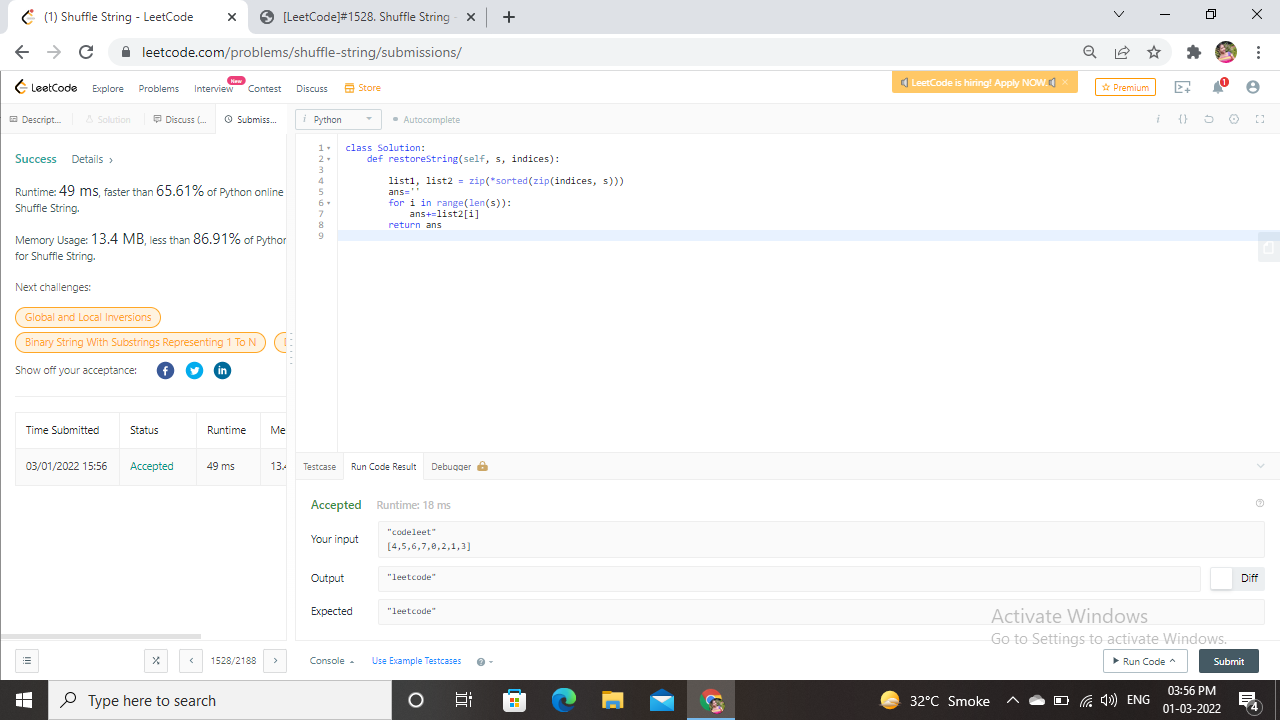 (1) Shuffle String - LeetCode
[LeetCode]#1528. Shuffle String
leetcode.com/problems/shuffle-string/submissions/
LeetCode Explore Problems Interview New Contest Discuss Store
LeetCode is hiring! Apply NOW.
Premium
1
Descript... Solution Discuss (... Submiss...
i Python Autocomplete
Success Details ›
Runtime: 49 ms, faster than 65.61% of Python online
Shuffle String.
Memory Usage: 13.4 MB, less than 86.91% of Python
for Shuffle String.
Next challenges:
Global and Local Inversions
Binary String With Substrings Representing 1 To N
Show off your acceptance:
Time Submitted Status Runtime Me
03/01/2022 15:56 Accepted 49 ms 13.4
1 class Solution:
2 def restoreString(self, s, indices):
3
4 list1, list2 = zip(*sorted(zip(indices, s)))
5 ans=''
6 for i in range(len(s)):
7 ans+=list2[i]
8 return ans
9
Testcase Run Code Result Debugger
Accepted Runtime: 18 ms
Your input
"codeleet"
[4,5,6,7,0,2,1,3]
Output "leetcode" Diff
Expected "leetcode"
Activate Windows
Go to Settings to activate Windows.
1528/2188
Console Use Example Testcases
Run Code Submit
Type here to search
32°C Smoke
ENG
03:56 PM
01-03-2022
4